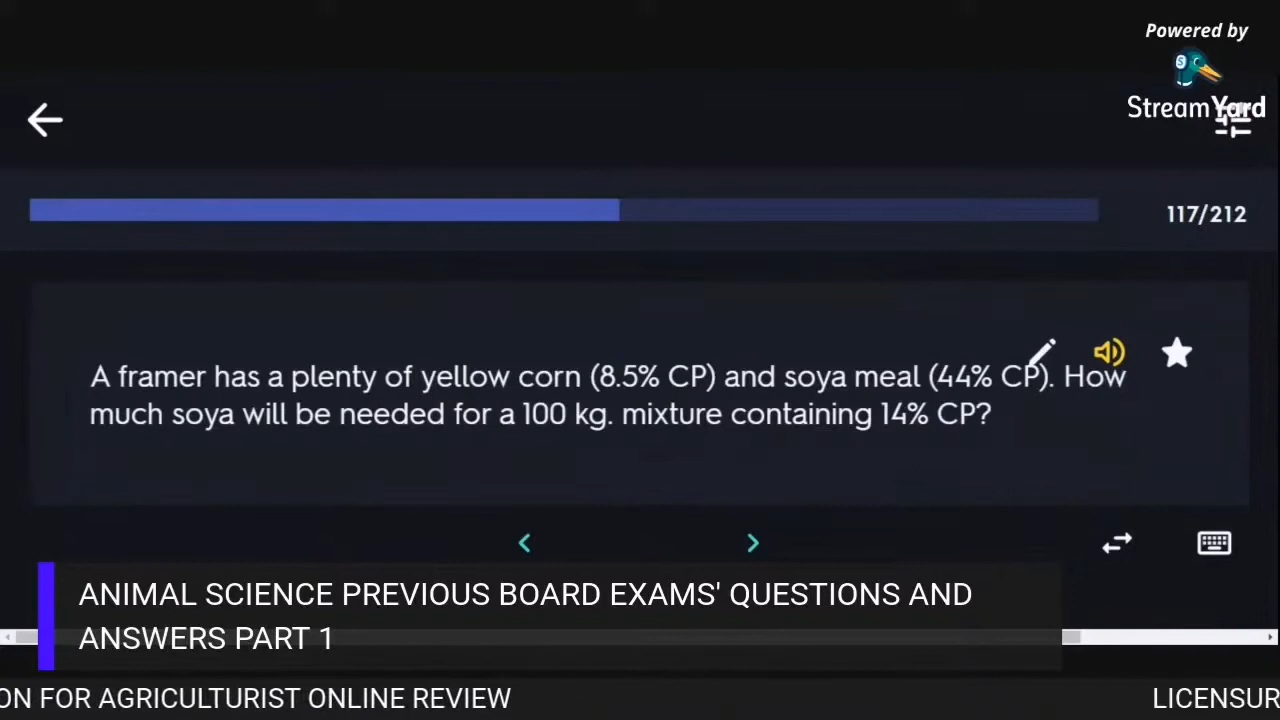 Powered by
StreamYard
117/212
A framer has a plenty of yellow corn (8.5% CP) and soya meal (44% CP). How
much soya will be needed for a 100 kg. mixture containing 14% CP?
ANIMAL SCIENCE PREVIOUS BOARD EXAMS' QUESTIONS AND
ANSWERS PART 1
ON FOR AGRICULTURIST ONLINE REVIEW LICENSUR